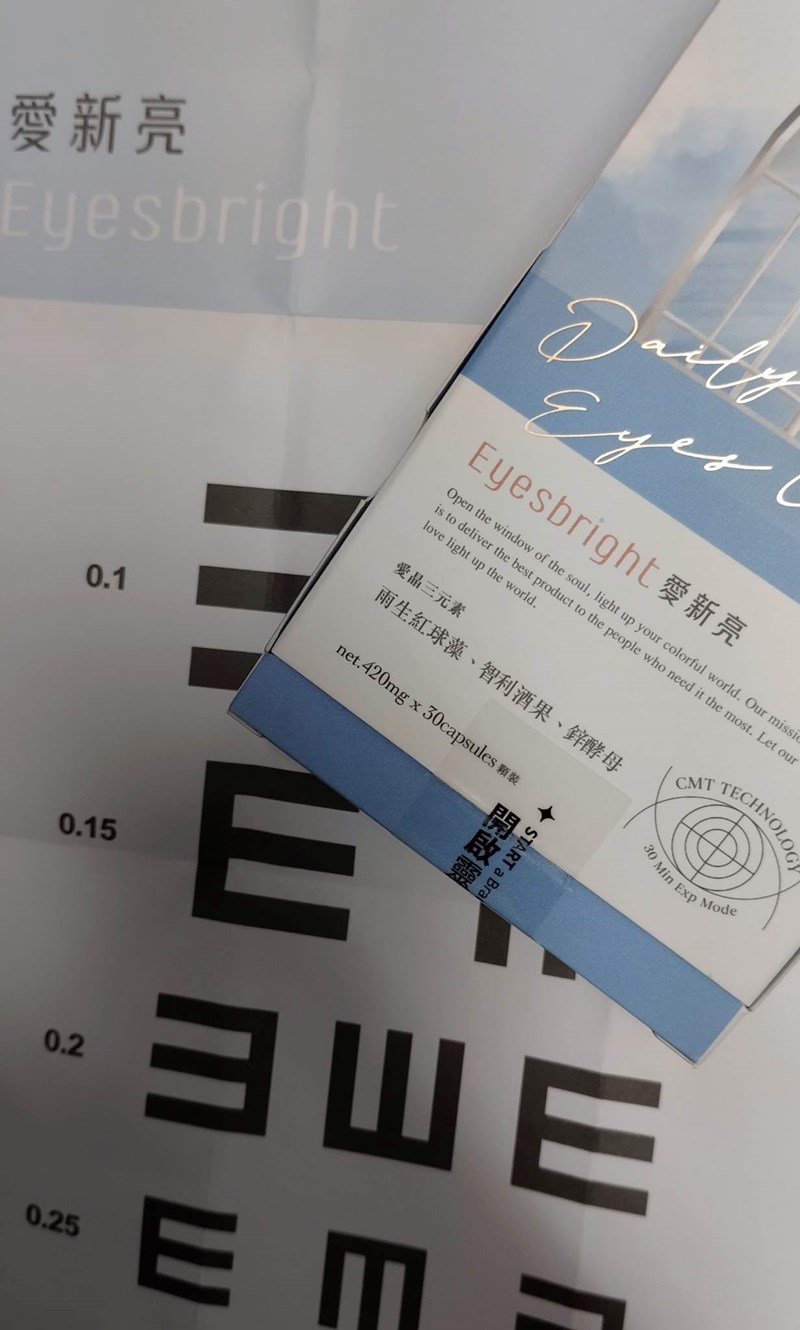 愛新亮
Eyesbright
0.1
0.15
0.2
0.25
Daily
Eyes
Eyesbright 愛新亮
Open the window of the soul, light up your colorful world. Our
is to deliver the best product to the people who need it the most. Let our
love light up the world.
愛晶三元素
雨生紅球藻、智利酒果、鋅酵母
net.420mg x 30capsules 顆裝
CMT TECHNOLOGY
30 Min Exp Mode
START a
開啟靈